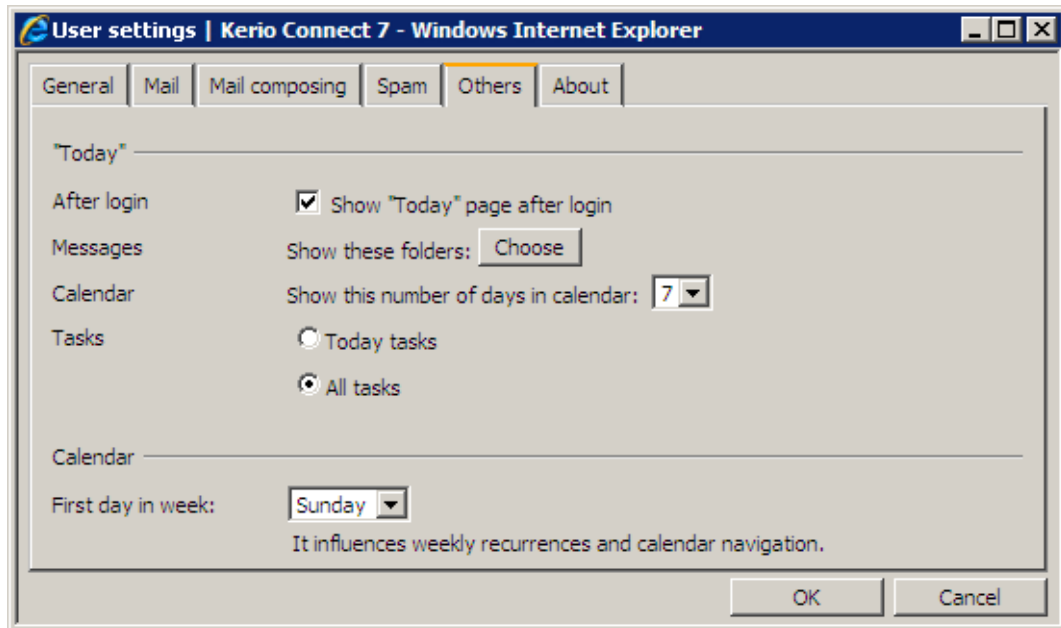 User settings | Kerio Connect 7 - Windows Internet Explorer
General Mail Mail composing Spam Others About
"Today"
After login Show "Today" page after login
Messages Show these folders: Choose
Calendar Show this number of days in calendar: 7
Tasks Today tasks
All tasks
Calendar
First day in week: Sunday
It influences weekly recurrences and calendar navigation.
OK Cancel